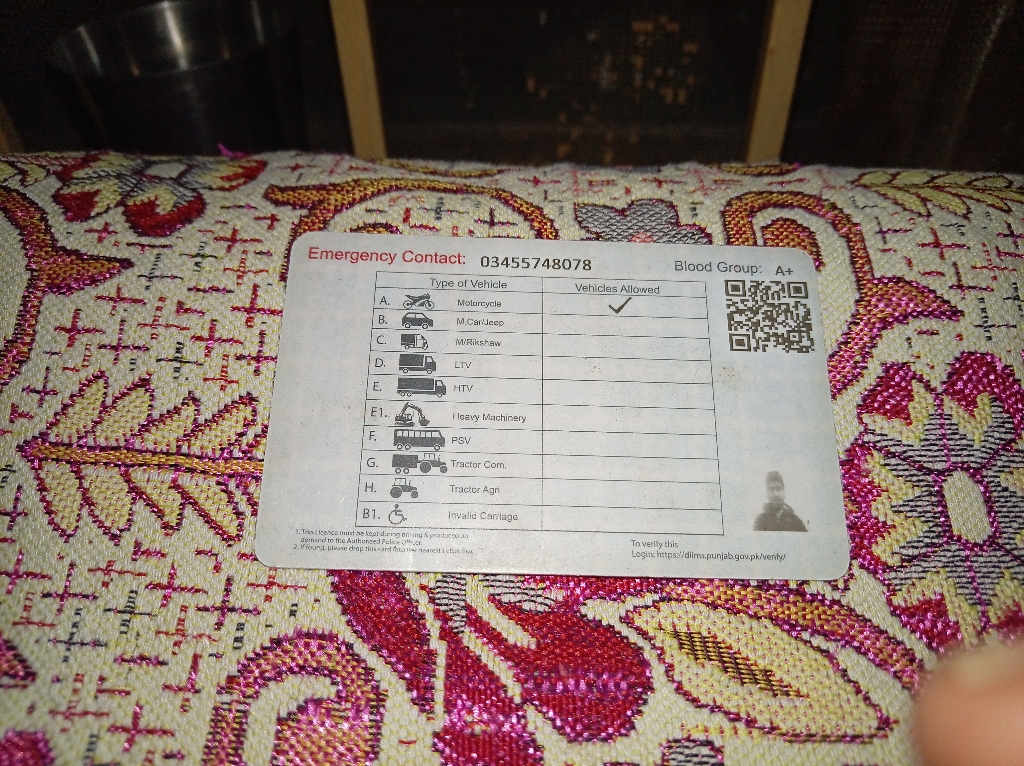 Emergency Contact: 03455748078
Blood Group: A+
Type of Vehicle Vehicles Allowed
A. Motorcycle ✓
B. M.Car/Jeep
C. M/Rikshaw
D. LTV
E. HTV
E1. Heavy Machinery
F. PSV
G. Tractor Com.
H. Tractor Agri
B1. Invalid Carriage
1. This Licence must be kept during driving & produced on
demand to the Authorized Police Officer.
2. If found, please drop this card into the nearest Letter Box.
To verify this
Login: https://dlims.punjab.gov.pk/verify/